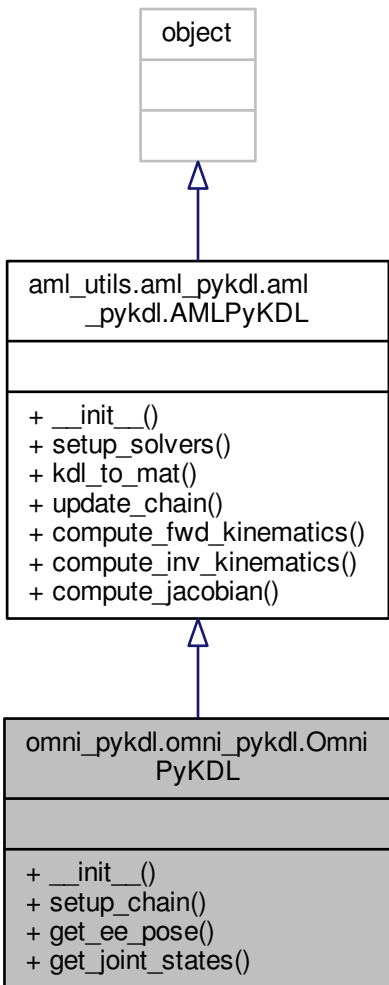 object
aml_utils.aml_pykdl.aml
_pykdl.AMLPyKDL
+ __init__()
+ setup_solvers()
+ kdl_to_mat()
+ update_chain()
+ compute_fwd_kinematics()
+ compute_inv_kinematics()
+ compute_jacobian()
omni_pykdl.omni_pykdl.Omni
PyKDL
+ __init__()
+ setup_chain()
+ get_ee_pose()
+ get_joint_states()